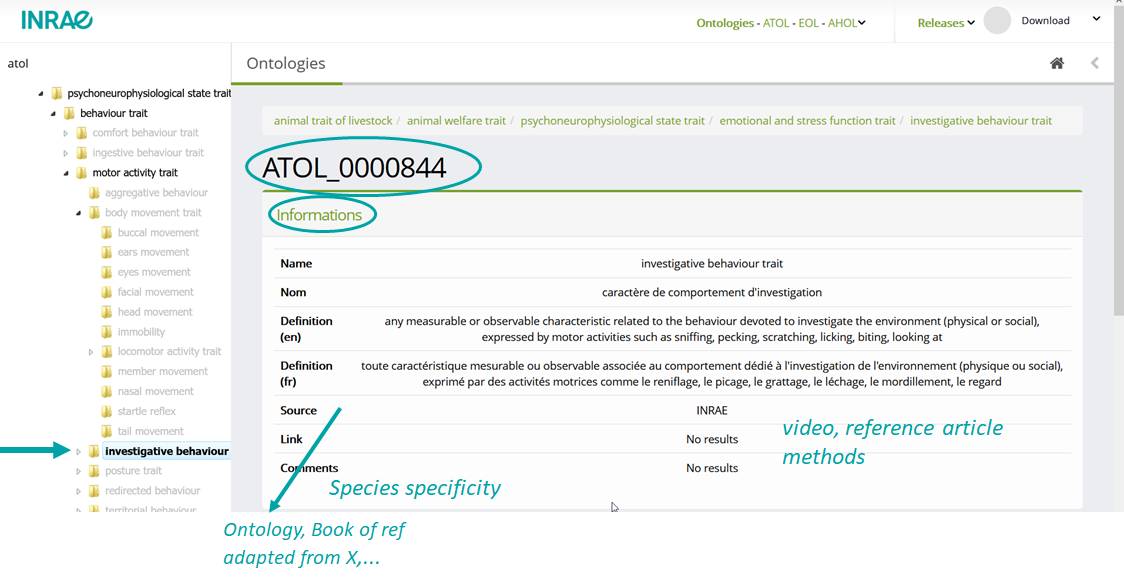 INRAE
Ontologies - ATOL - EOL - AHOL
Releases
Download
atol
psychoneurophysiological state trait
behaviour trait
comfort behaviour trait
ingestive behaviour trait
motor activity trait
aggregative behaviour
body movement trait
buccal movement
ears movement
eyes movement
facial movement
head movement
immobility
locomotor activity trait
member movement
nasal movement
startle reflex
tail movement
investigative behaviour
posture trait
redirected behaviour
territorial behaviour
Ontologies
animal trait of livestock / animal welfare trait / psychoneurophysiological state trait / emotional and stress function trait / investigative behaviour trait
ATOL_0000844
Informations
Name investigative behaviour trait
Nom caractère de comportement d'investigation
Definition (en) any measurable or observable characteristic related to the behaviour devoted to investigate the environment (physical or social),
expressed by motor activities such as sniffing, pecking, scratching, licking, biting, looking at
Definition (fr) toute caractéristique mesurable ou observable associée au comportement dédié à l'investigation de l'environnement (physique ou social),
exprimé par des activités motrices comme le reniflage, le picage, le grattage, le léchage, le mordillement, le regard
Source INRAE
Link No results
Comments No results
video, reference article
methods
Species specificity
Ontology, Book of ref
adapted from X,...